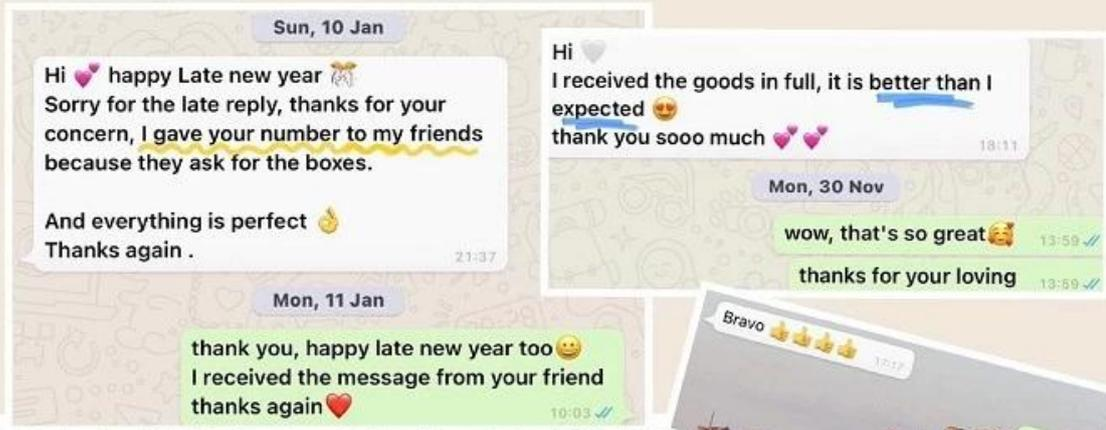 Sun, 10 Jan
Hi 💕 happy Late new year 🎊
Sorry for the late reply, thanks for your
concern, I gave your number to my friends
because they ask for the boxes.
And everything is perfect 👌
Thanks again .
21:37
Mon, 11 Jan
thank you, happy late new year too😀
I received the message from your friend
thanks again❤️
10:03
Hi 🤍
I received the goods in full, it is better than I
expected 😍
thank you sooo much 💕 💕
18:11
Mon, 30 Nov
wow, that's so great🥰
13:59
thanks for your loving
13:59
Bravo 👍👍👍👍
17:17